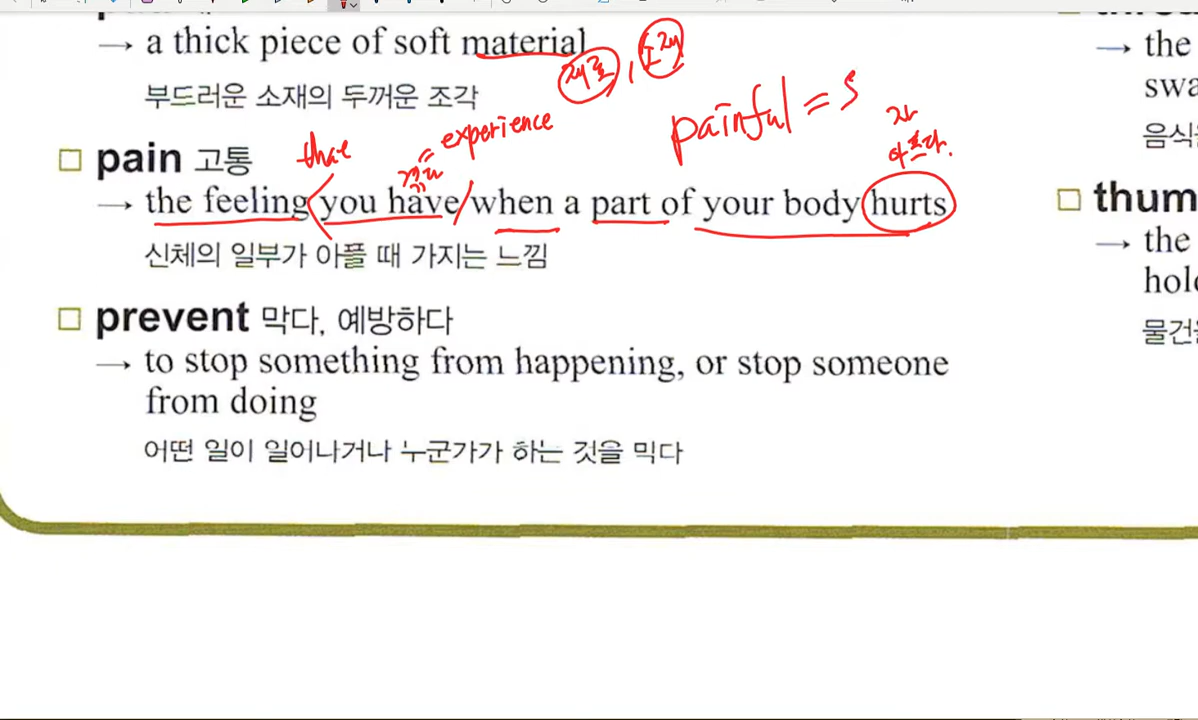 → a thick piece of soft material
재료, 소재
부드러운 소재의 두꺼운 조각
painful = s
= experience
that
아프다.
□ pain 고통
→ the feeling you have when a part of your body hurts
신체의 일부가 아플 때 가지는 느낌
□ prevent 막다, 예방하다
→ to stop something from happening, or stop someone
from doing
어떤 일이 일어나거나 누군가가 하는 것을 믹다
→ the
swa
음식을
□ thum
→ the
hold
물건을